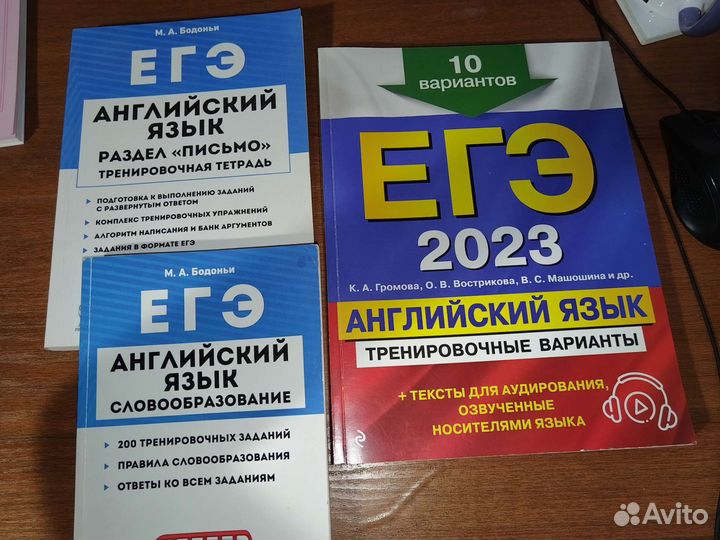 М. А. Бодоньи
ЕГЭ
АНГЛИЙСКИЙ
ЯЗЫК
РАЗДЕЛ «ПИСЬМО»
ТРЕНИРОВОЧНАЯ ТЕТРАДЬ
ПОДГОТОВКА К ВЫПОЛНЕНИЮ ЗАДАНИЙ
С РАЗВЕРНУТЫМ ОТВЕТОМ
КОМПЛЕКС ТРЕНИРОВОЧНЫХ УПРАЖНЕНИЙ
АЛГОРИТМ НАПИСАНИЯ И БАНК АРГУМЕНТОВ
ЗАДАНИЯ В ФОРМАТЕ ЕГЭ
М. А. Бодоньи
ЕГЭ
АНГЛИЙСКИЙ
ЯЗЫК
СЛОВООБРАЗОВАНИЕ
200 ТРЕНИРОВОЧНЫХ ЗАДАНИЙ
ПРАВИЛА СЛОВООБРАЗОВАНИЯ
ОТВЕТЫ КО ВСЕМ ЗАДАНИЯМ
10
вариантов
ЕГЭ
2023
К. А. Громова, О. В. Вострикова, В. С. Машошина и др.
АНГЛИЙСКИЙ ЯЗЫК
ТРЕНИРОВОЧНЫЕ ВАРИАНТЫ
+ ТЕКСТЫ ДЛЯ АУДИРОВАНИЯ,
ОЗВУЧЕННЫЕ
НОСИТЕЛЯМИ ЯЗЫКА
Avito